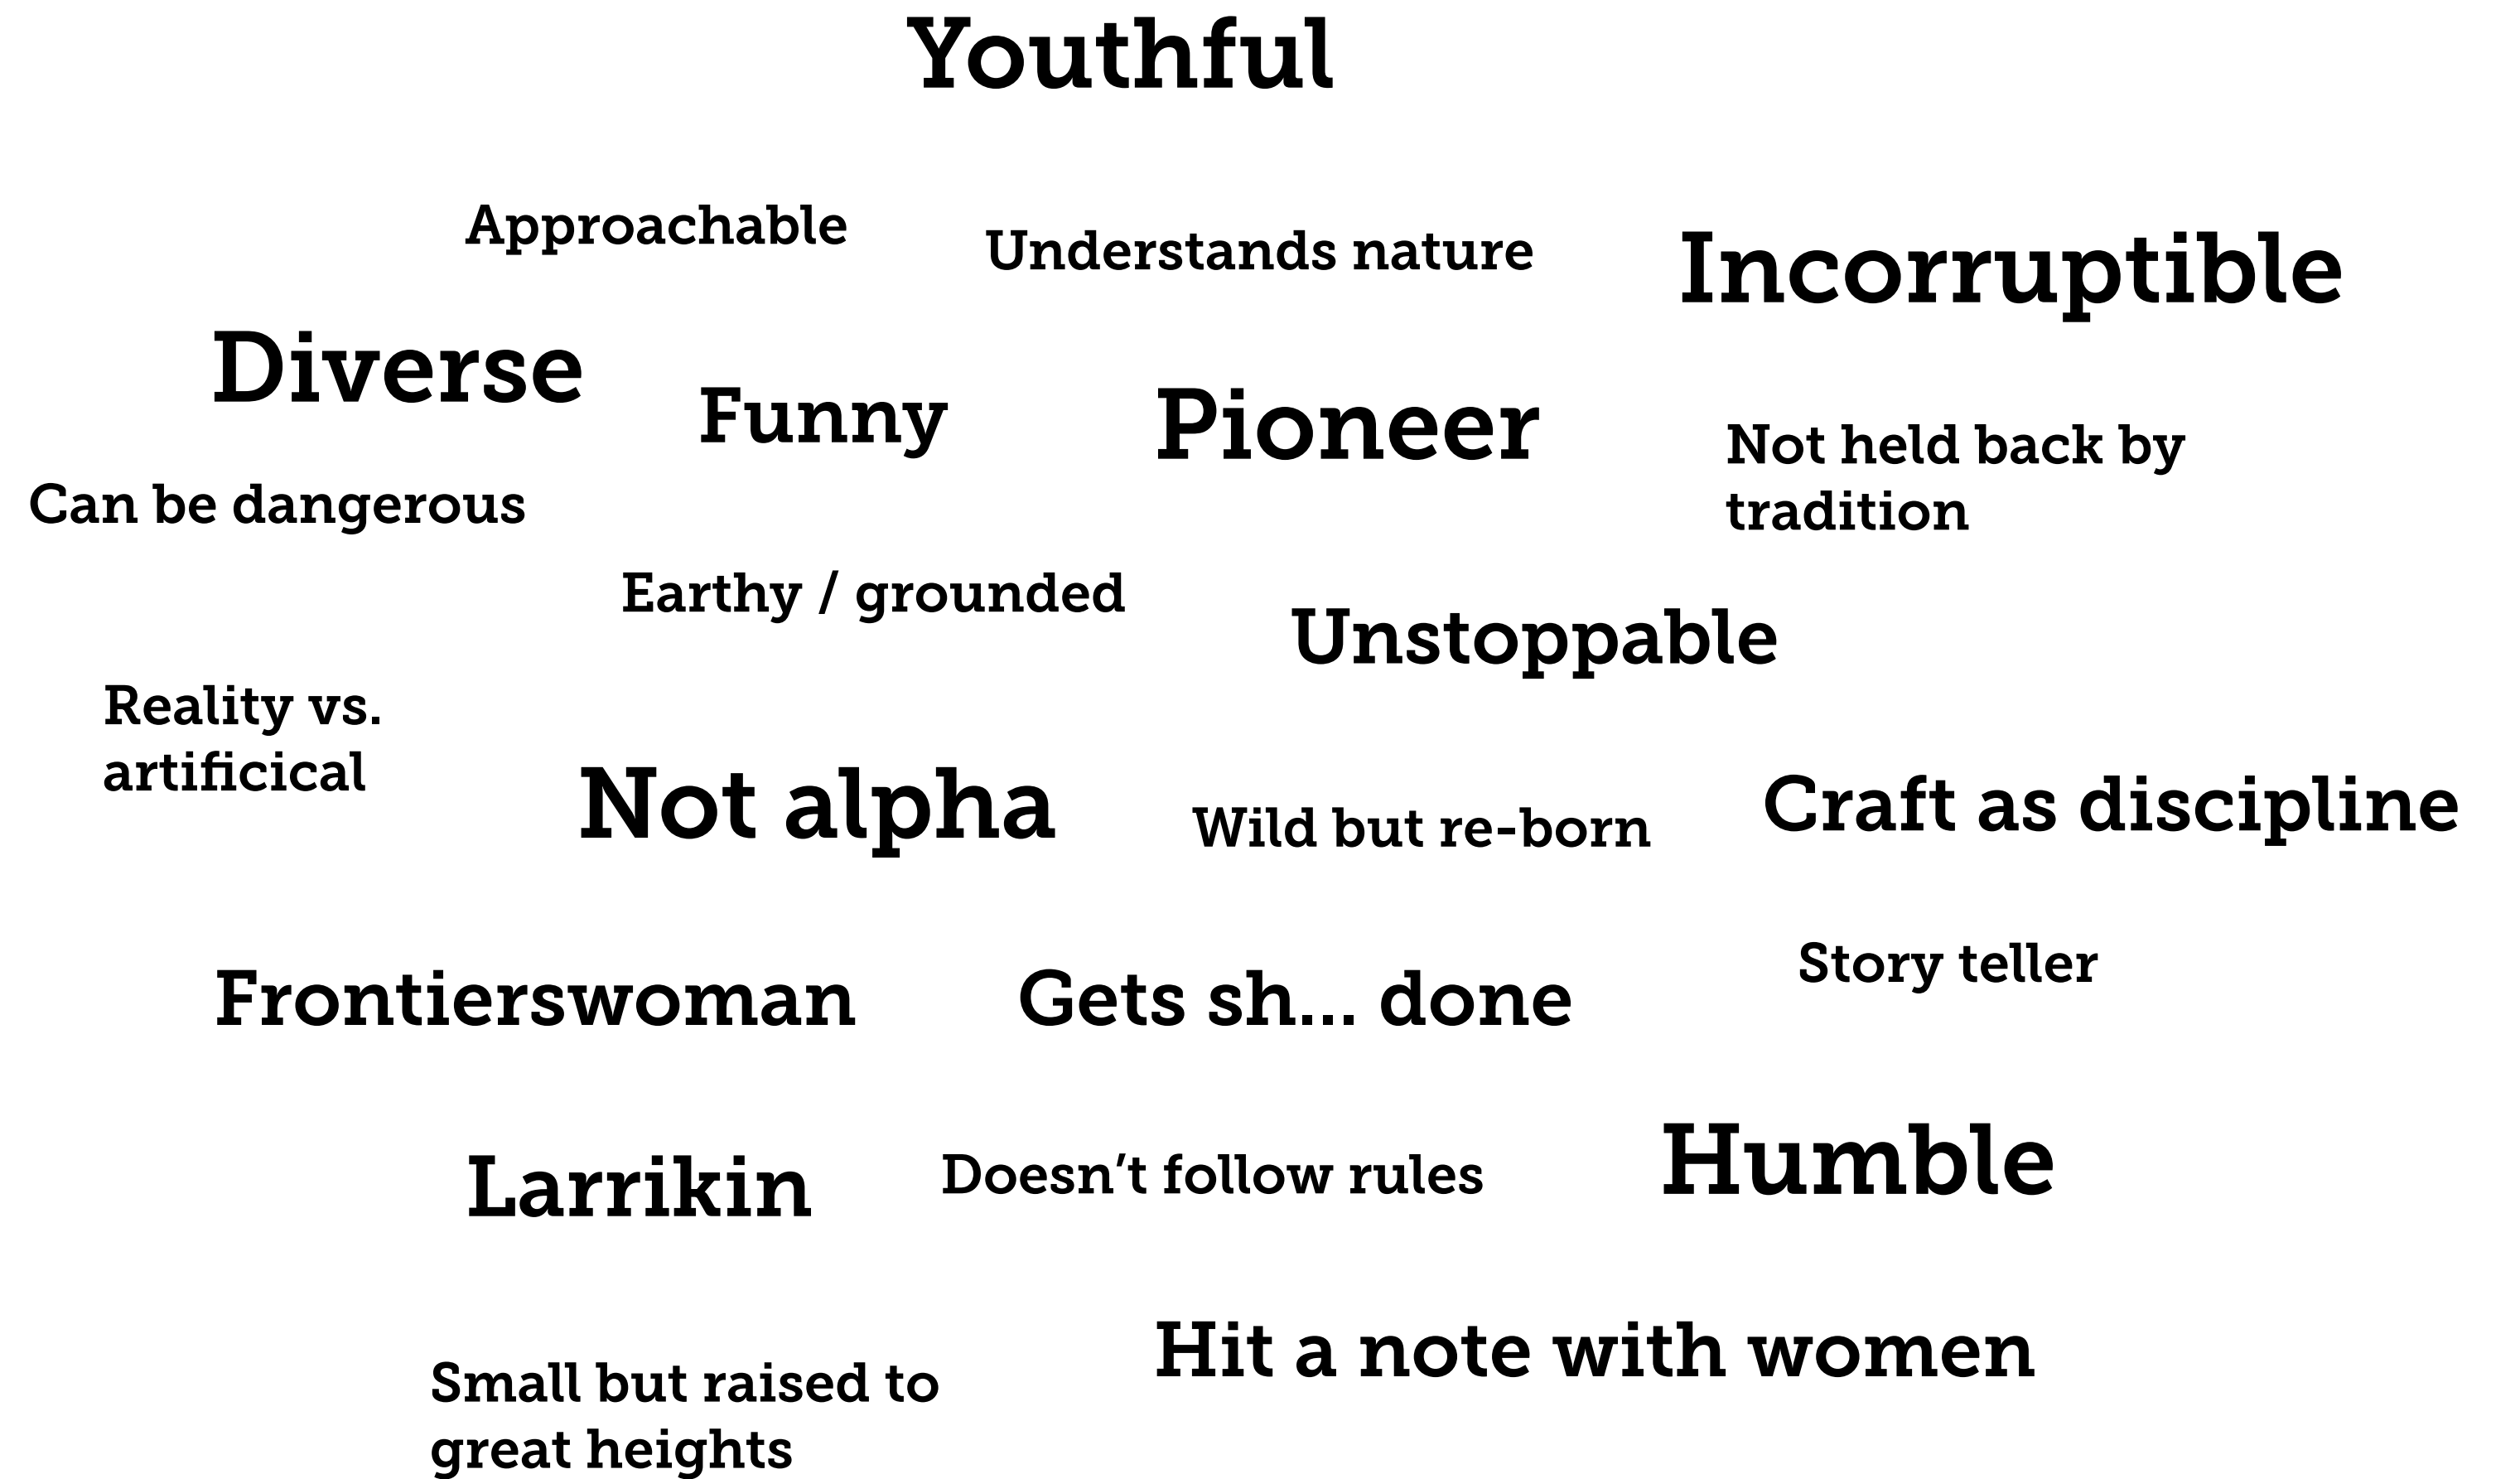 Youthful
Approachable
Understands nature
Incorruptible
Diverse
Funny
Pioneer
Not held back by
tradition
Can be dangerous
Earthy / grounded
Unstoppable
Reality vs.
artificical
Not alpha
Wild but re-born
Craft as discipline
Story teller
Frontierswoman
Gets sh... done
Larrikin
Doesn't follow rules
Humble
Hit a note with women
Small but raised to
great heights